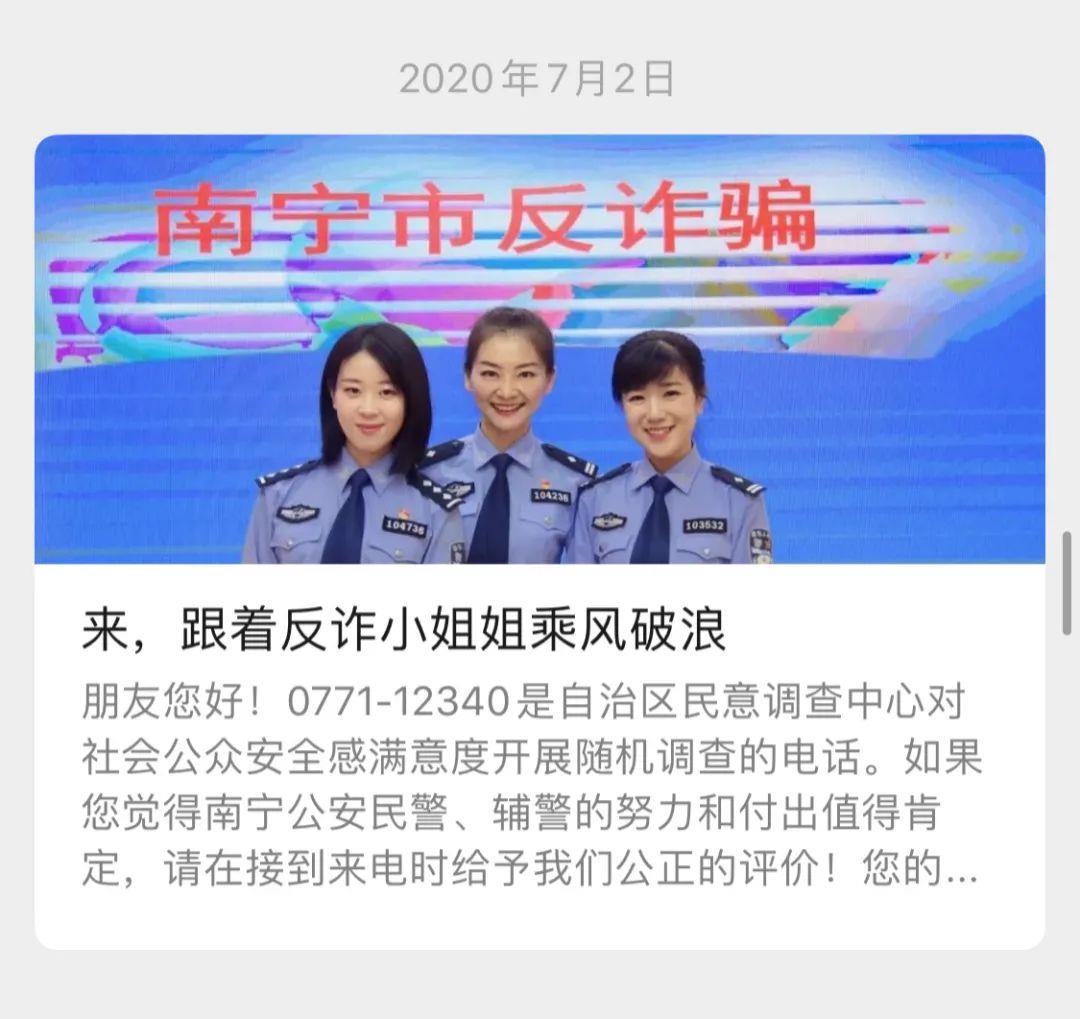 2020年7月2日
南宁市反诈骗
104736
104236
103532
来，跟着反诈小姐姐乘风破浪
朋友您好！0771-12340是自治区民意调查中心对
社会公众安全感满意度开展随机调查的电话。如果
您觉得南宁公安民警、辅警的努力和付出值得肯
定，请在接到来电时给予我们公正的评价！您的...